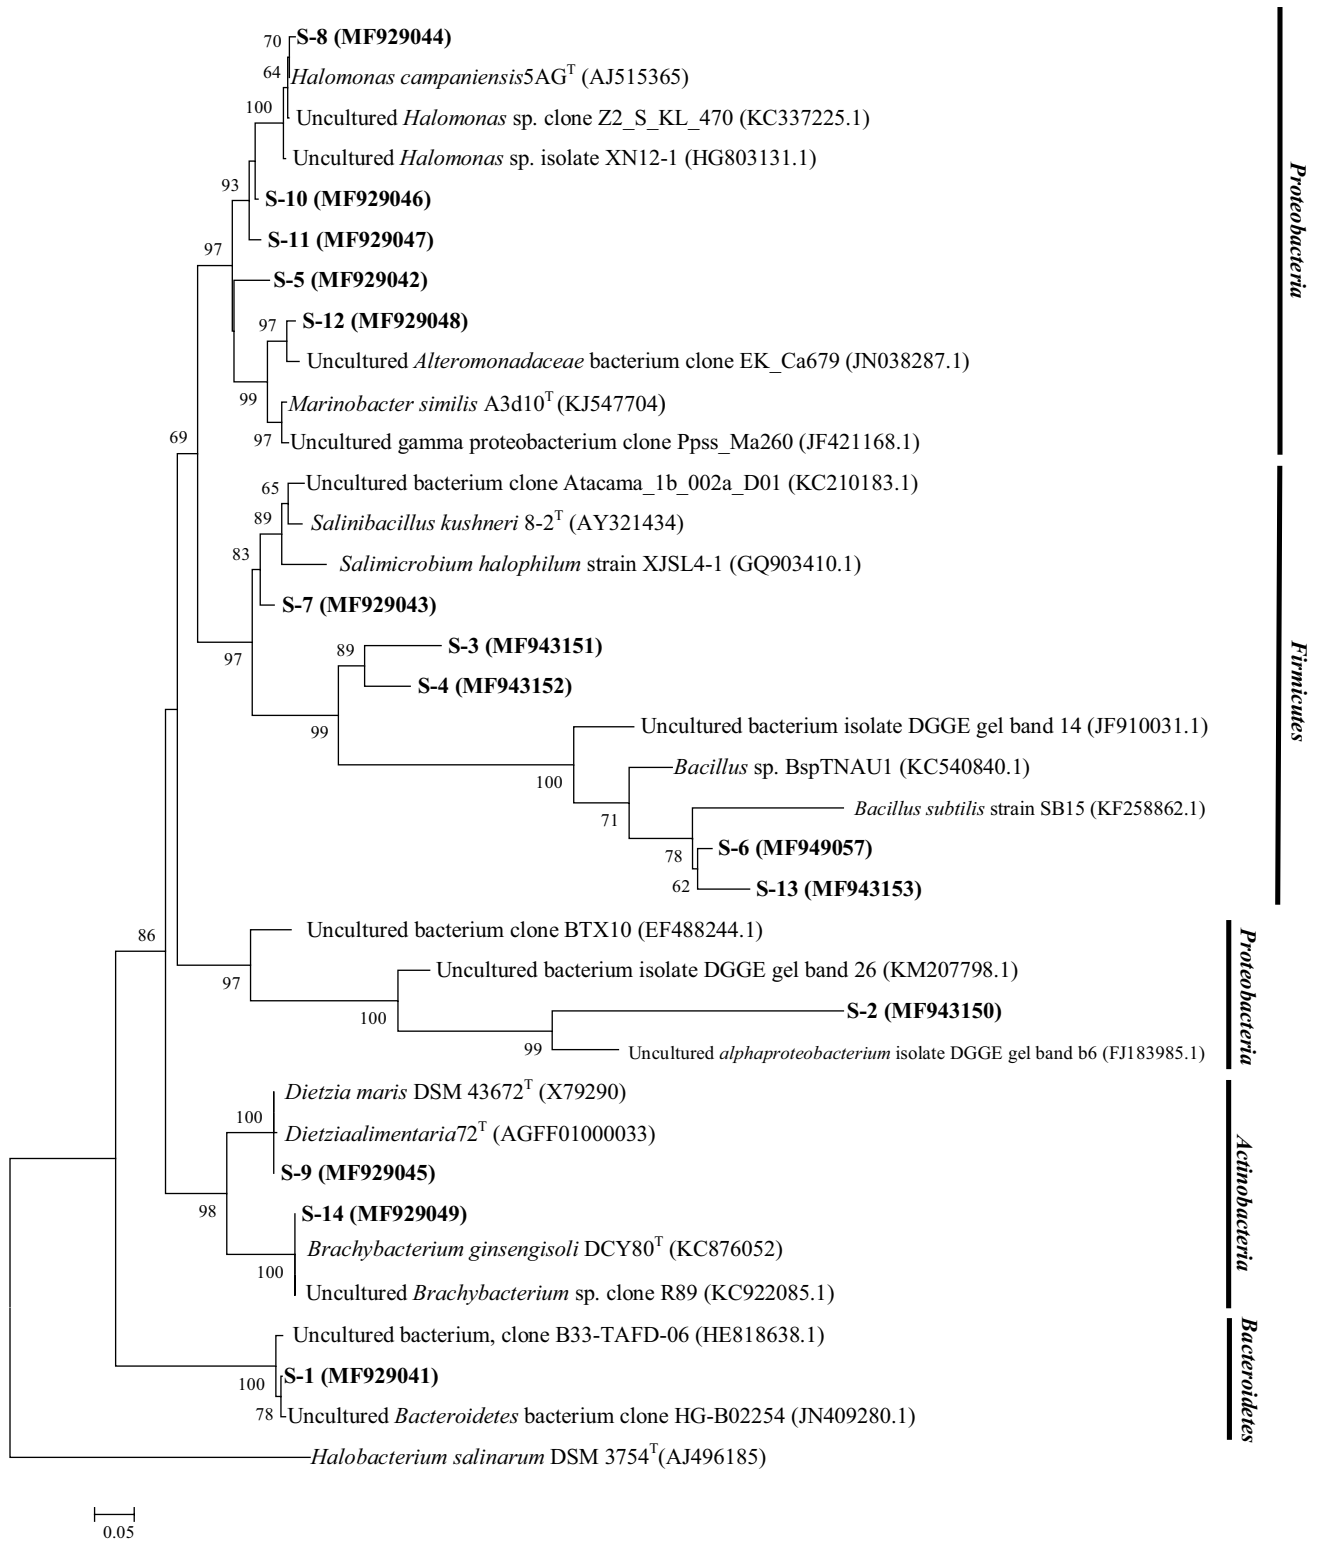 70
S-8 (MF929044)
64
Halomonas campaniensis5AGT (AJ515365)
100
Uncultured Halomonas sp. clone Z2_S_KL_470 (KC337225.1)
Uncultured Halomonas sp. isolate XN12-1 (HG803131.1)
93
S-10 (MF929046)
S-11 (MF929047)
97
S-5 (MF929042)
97
S-12 (MF929048)
Uncultured Alteromonadaceae bacterium clone EK_Ca679 (JN038287.1)
99
Marinobacter similis A3d10T (KJ547704)
97
Uncultured gamma proteobacterium clone Ppss_Ma260 (JF421168.1)
Proteobacteria
69
65
Uncultured bacterium clone Atacama_1b_002a_D01 (KC210183.1)
89
Salinibacillus kushneri 8-2T (AY321434)
83
Salimicrobium halophilum strain XJSL4-1 (GQ903410.1)
S-7 (MF929043)
97
89
S-3 (MF943151)
S-4 (MF943152)
99
Uncultured bacterium isolate DGGE gel band 14 (JF910031.1)
100
Bacillus sp. BspTNAU1 (KC540840.1)
71
Bacillus subtilis strain SB15 (KF258862.1)
78
S-6 (MF949057)
62
S-13 (MF943153)
Firmicutes
86
Uncultured bacterium clone BTX10 (EF488244.1)
97
Uncultured bacterium isolate DGGE gel band 26 (KM207798.1)
100
S-2 (MF943150)
99
Uncultured alphaproteobacterium isolate DGGE gel band b6 (FJ183985.1)
Proteobacteria
Dietzia maris DSM 43672T (X79290)
100
Dietziaalimentaria72T (AGFF01000033)
S-9 (MF929045)
98
S-14 (MF929049)
Brachybacterium ginsengisoli DCY80T (KC876052)
100
Uncultured Brachybacterium sp. clone R89 (KC922085.1)
Actinobacteria
Uncultured bacterium, clone B33-TAFD-06 (HE818638.1)
100
S-1 (MF929041)
78
Uncultured Bacteroidetes bacterium clone HG-B02254 (JN409280.1)
Bacteroidetes
Halobacterium salinarum DSM 3754T(AJ496185)
0.05